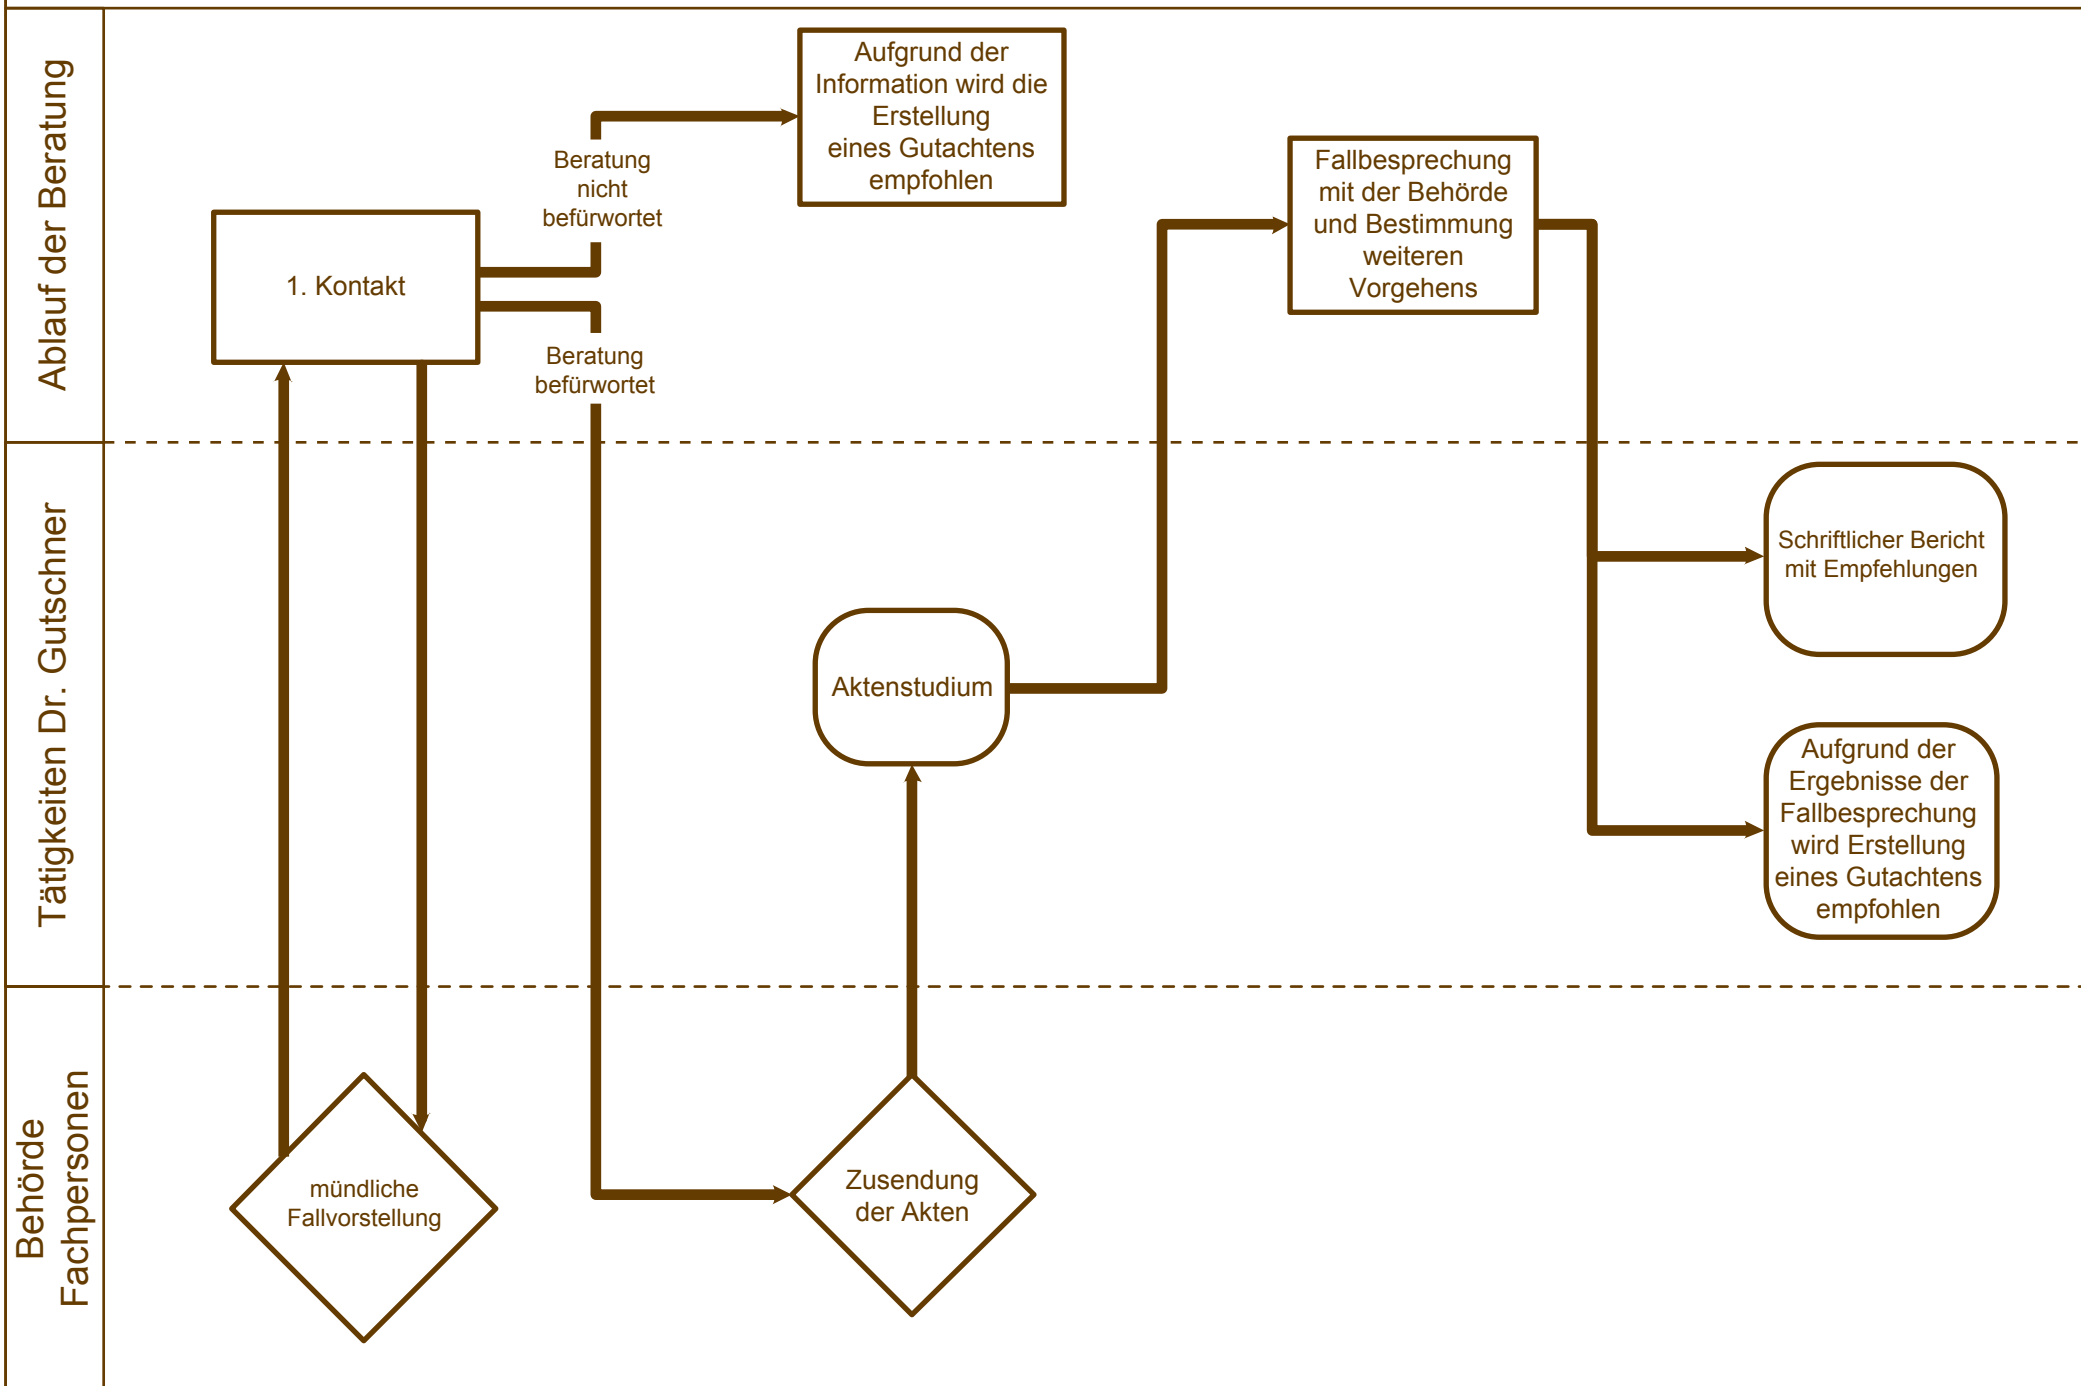 Ablauf der Beratung
1. Kontakt
Beratung
nicht
befürwortet
Beratung
befürwortet
Aufgrund der
Information wird die
Erstellung
eines Gutachtens
empfohlen
Fallbesprechung
mit der Behörde
und Bestimmung
weiteren
Vorgehens
Tätigkeiten Dr. Gutschner
Aktenstudium
Schriftlicher Bericht
mit Empfehlungen
Aufgrund der
Ergebnisse der
Fallbesprechung
wird Erstellung
eines Gutachtens
empfohlen
Behörde
Fachpersonen
mündliche
Fallvorstellung
Zusendung
der Akten